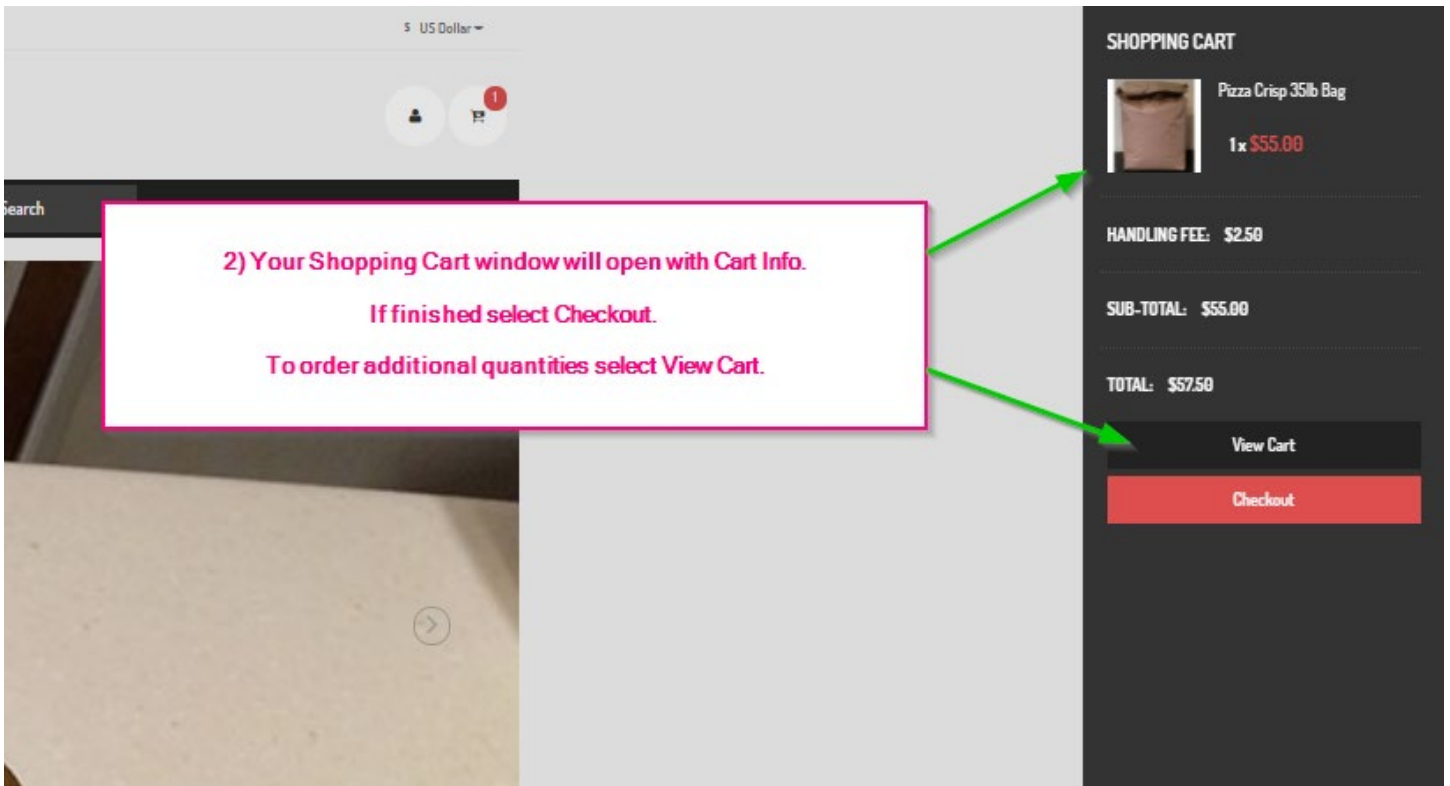 $ US Dollar
1
Search
2) Your Shopping Cart window will open with Cart Info.
If finished select Checkout.
To order additional quantities select View Cart.
SHOPPING CART
Pizza Crisp 35lb Bag
1 x $55.00
HANDLING FEE: $2.50
SUB-TOTAL: $55.00
TOTAL: $57.50
View Cart
Checkout